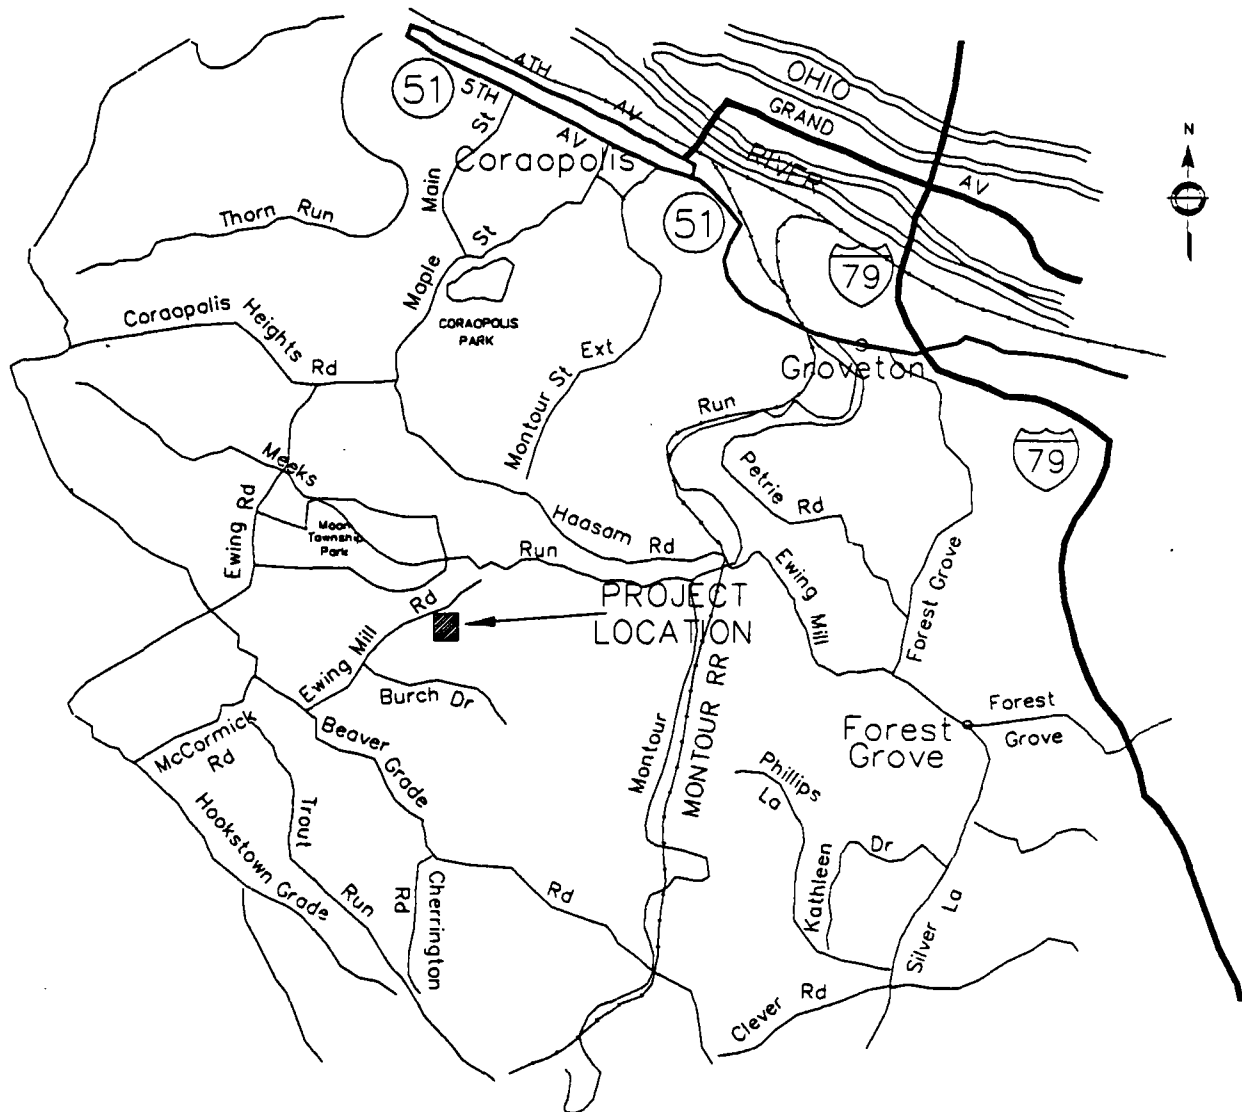 OHIO
4TH
AV
51
5TH
AV
GRAND
AV
N
RIVER
Coraopolis
Main
St
Thorn Run
51
St
Maple
79
Coraopolis
Heights
Rd
CORAOPOLIS
PARK
Ext
Montour St
Groveton
Run
79
Meeks
Petrie
Rd
Ewing Rd
Moon
Township
Park
Haasam
Rd
Run
Ewing
Mill
Forest Grove
PROJECT
LOCATION
Rd
Ewing Mill
Burch Dr
MONTOUR RR
Montour
Forest
Grove
Forest
Grove
McCormick
Rd
Beaver
Grade
Phillips
La
Trout
Run
Hookstown Grade
Dr
Kathleen
Rd
Rd
Cherrington
Silver La
Clever Rd